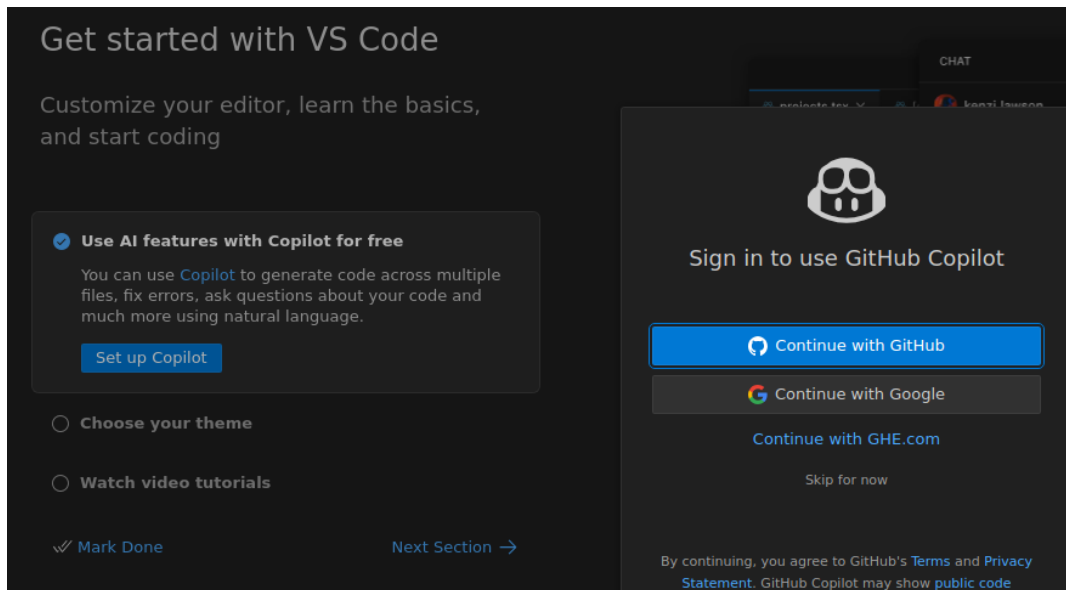 Get started with VS Code
Customize your editor, learn the basics,
and start coding
Use AI features with Copilot for free
You can use Copilot to generate code across multiple
files, fix errors, ask questions about your code and
much more using natural language.
Set up Copilot
Choose your theme
Watch video tutorials
Mark Done
Next Section
CHAT
projects.tsx
kenzi lawson
Sign in to use GitHub Copilot
Continue with GitHub
Continue with Google
Continue with GHE.com
Skip for now
By continuing, you agree to GitHub's Terms and Privacy
Statement. GitHub Copilot may show public code